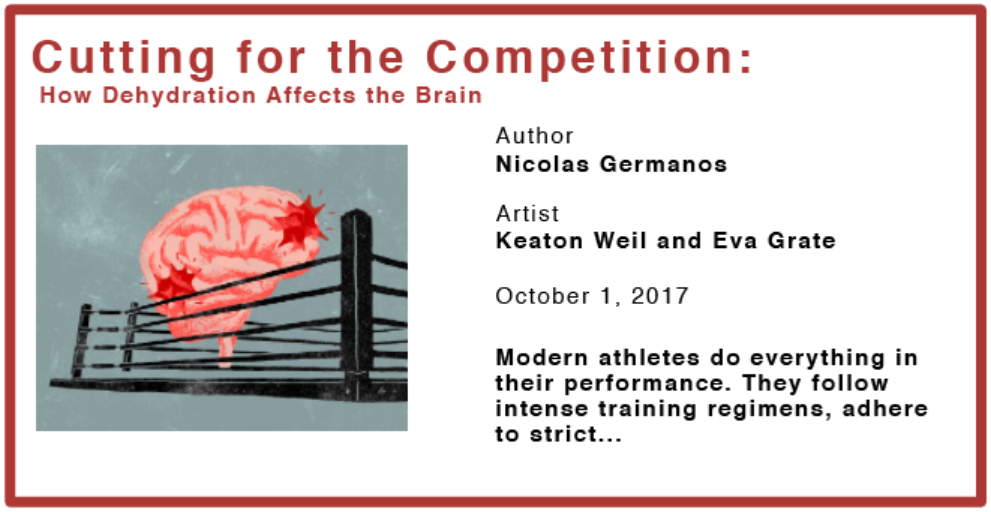 Cutting for the Competition:
How Dehydration Affects the Brain
Author
Nicolas Germanos
Artist
Keaton Weil and Eva Grate
October 1, 2017
Modern athletes do everything in
their performance. They follow
intense training regimens, adhere
to strict...